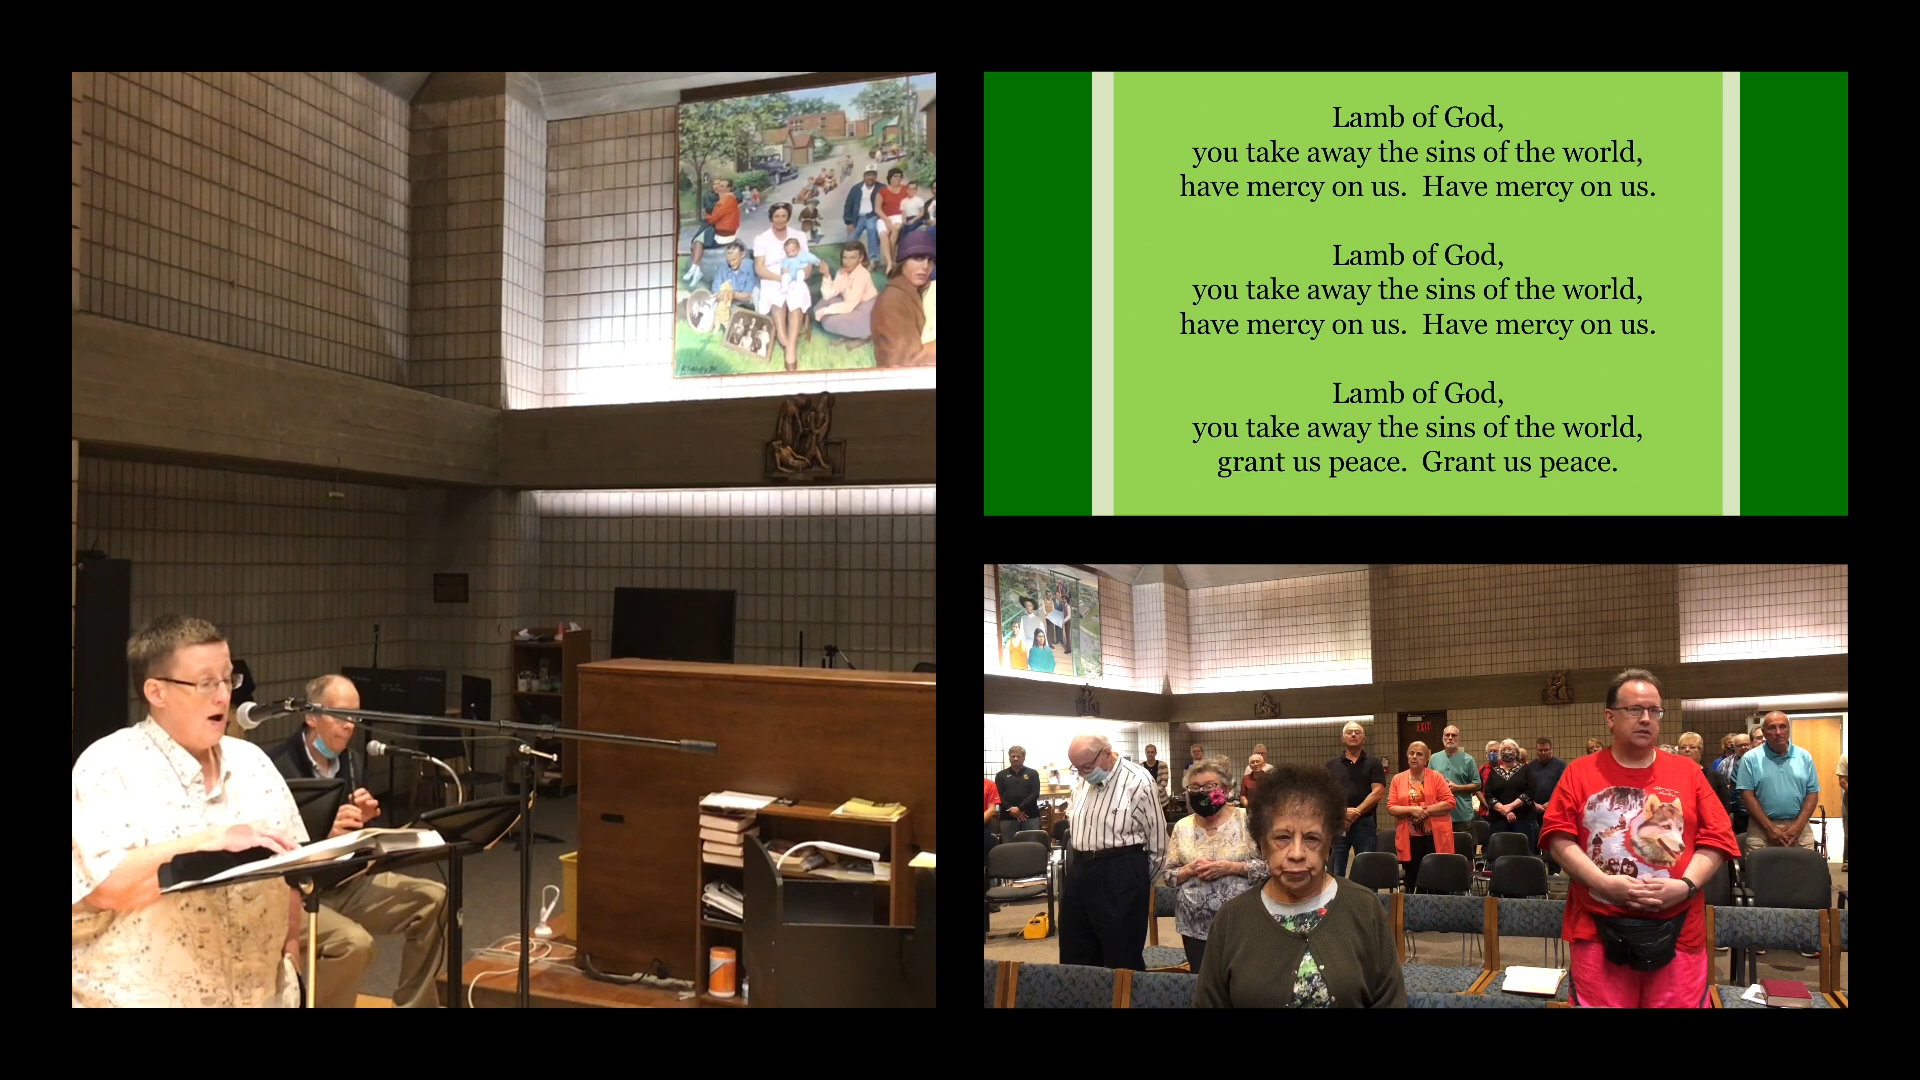 Lamb of God,
you take away the sins of the world,
have mercy on us. Have mercy on us.
Lamb of God,
you take away the sins of the world,
have mercy on us. Have mercy on us.
Lamb of God,
you take away the sins of the world,
grant us peace. Grant us peace.
EXIT